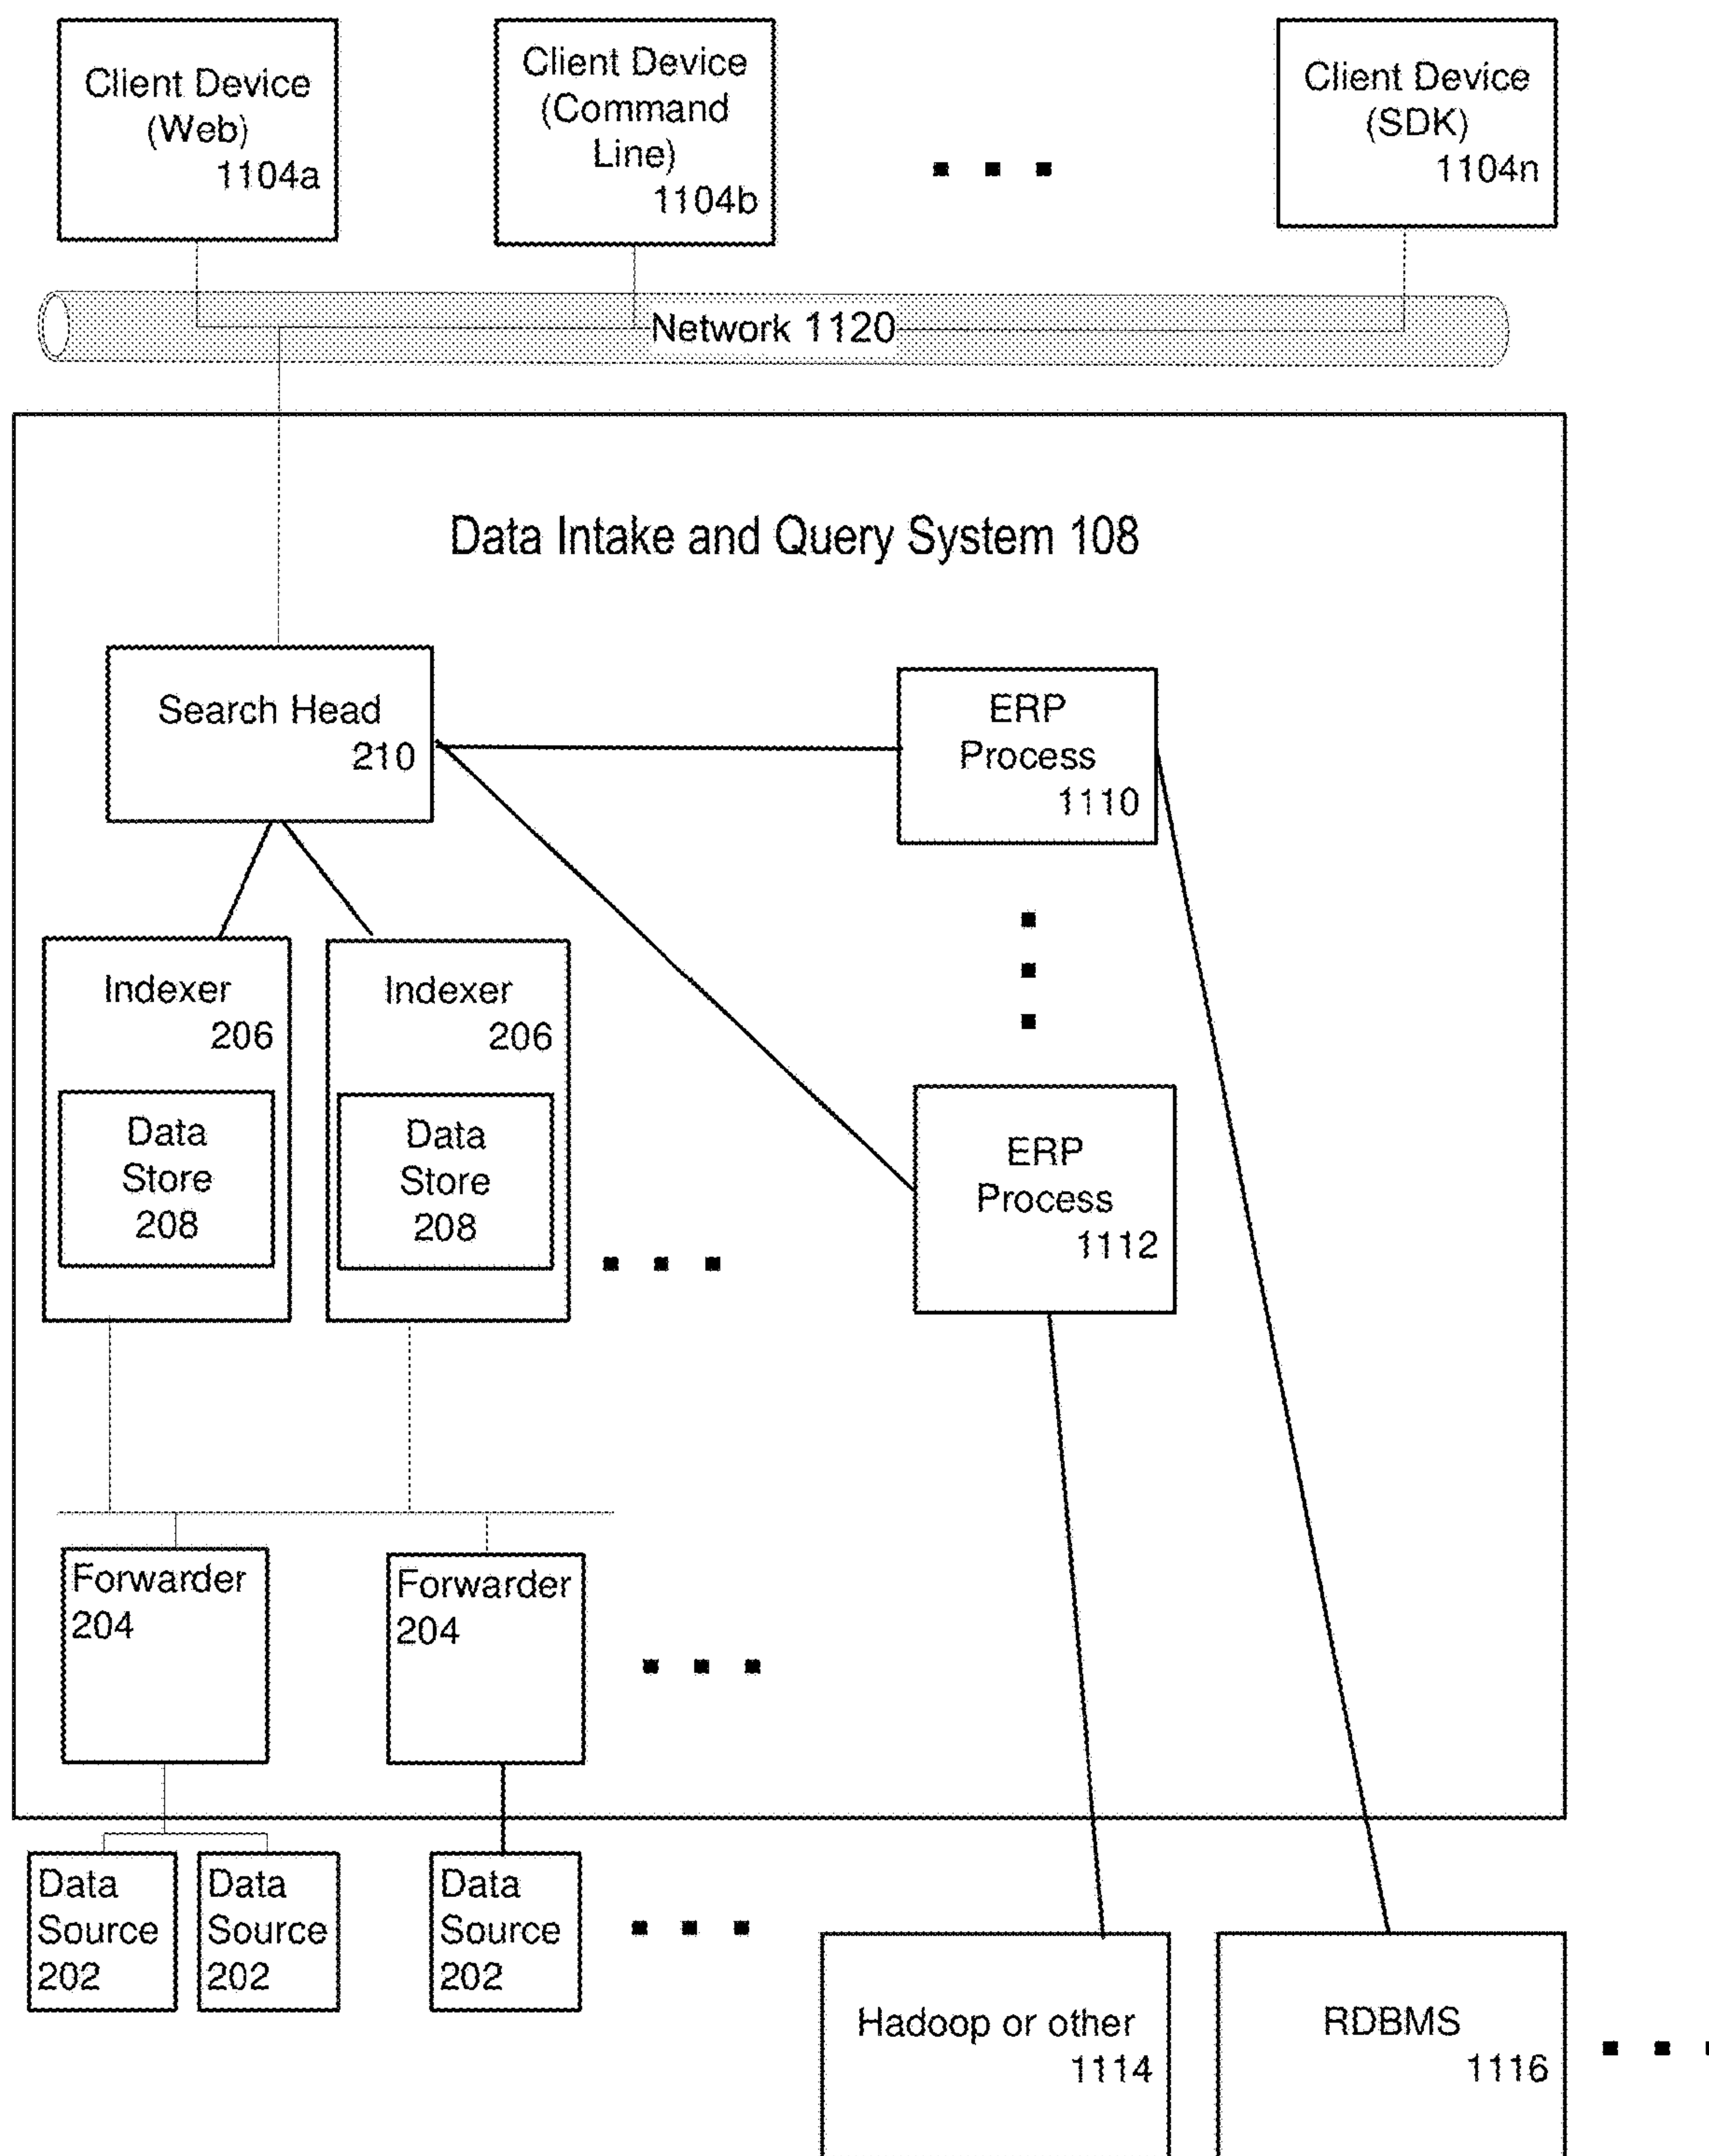 Client Device
(Web)
1104a
Client Device
(Command
Line)
1104b
Client Device
(SDK)
1104n
Network 1120
Data Intake and Query System 108
Search Head
210
ERP
Process
1110
Indexer
206
Data
Store
208
Indexer
206
Data
Store
208
ERP
Process
1112
Forwarder
204
Forwarder
204
Data
Source
202
Data
Source
202
Data
Source
202
Hadoop or other
1114
RDBMS
1116